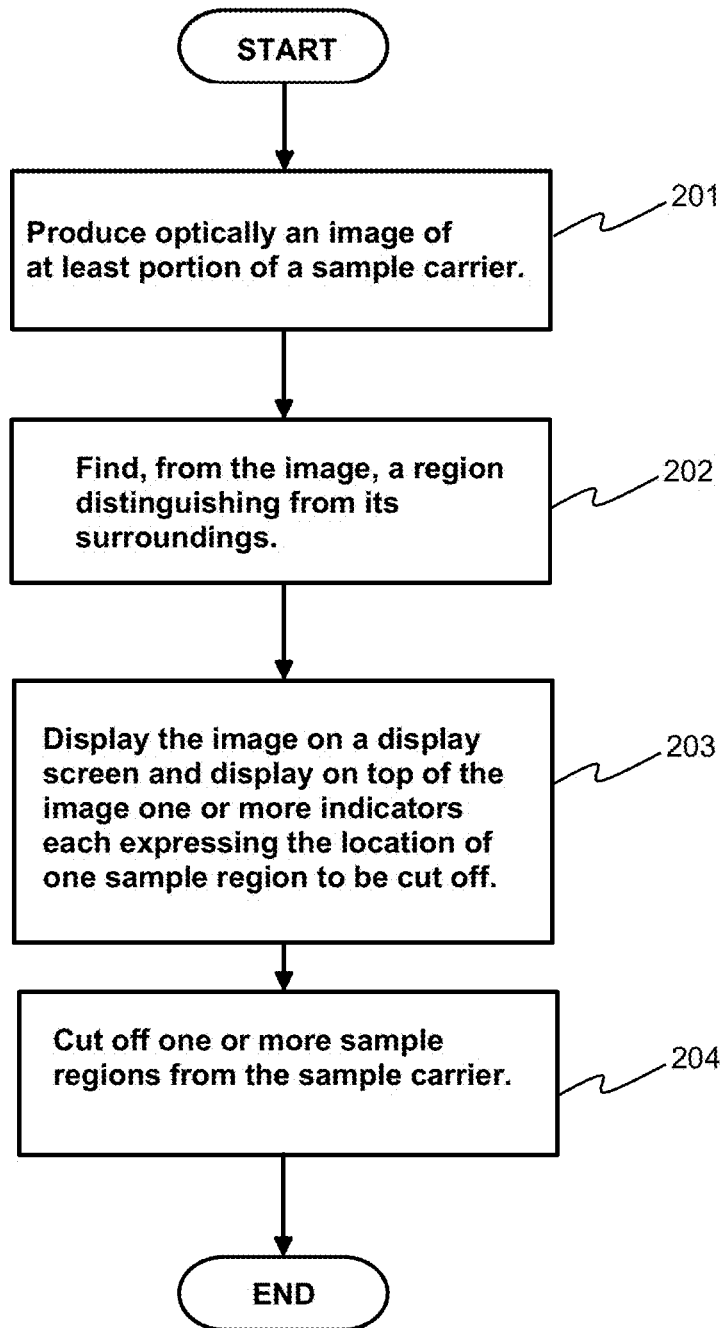 START
Produce optically an image of
at least portion of a sample carrier.
201
Find, from the image, a region
distinguishing from its
surroundings.
202
Display the image on a display
screen and display on top of the
image one or more indicators
each expressing the location of
one sample region to be cut off.
203
Cut off one or more sample
regions from the sample carrier.
204
END